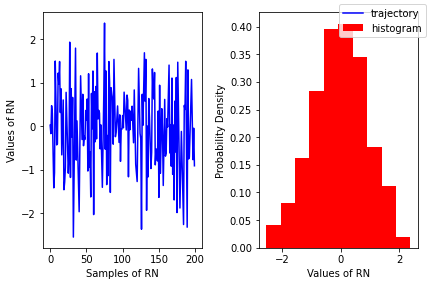 trajectory
histogram
2
1
0
−1
−2
Values of RN
0 50 100 150 200
Samples of RN
0.40
0.35
0.30
0.25
0.20
0.15
0.10
0.05
0.00
Probability Density
−2 0 2
Values of RN